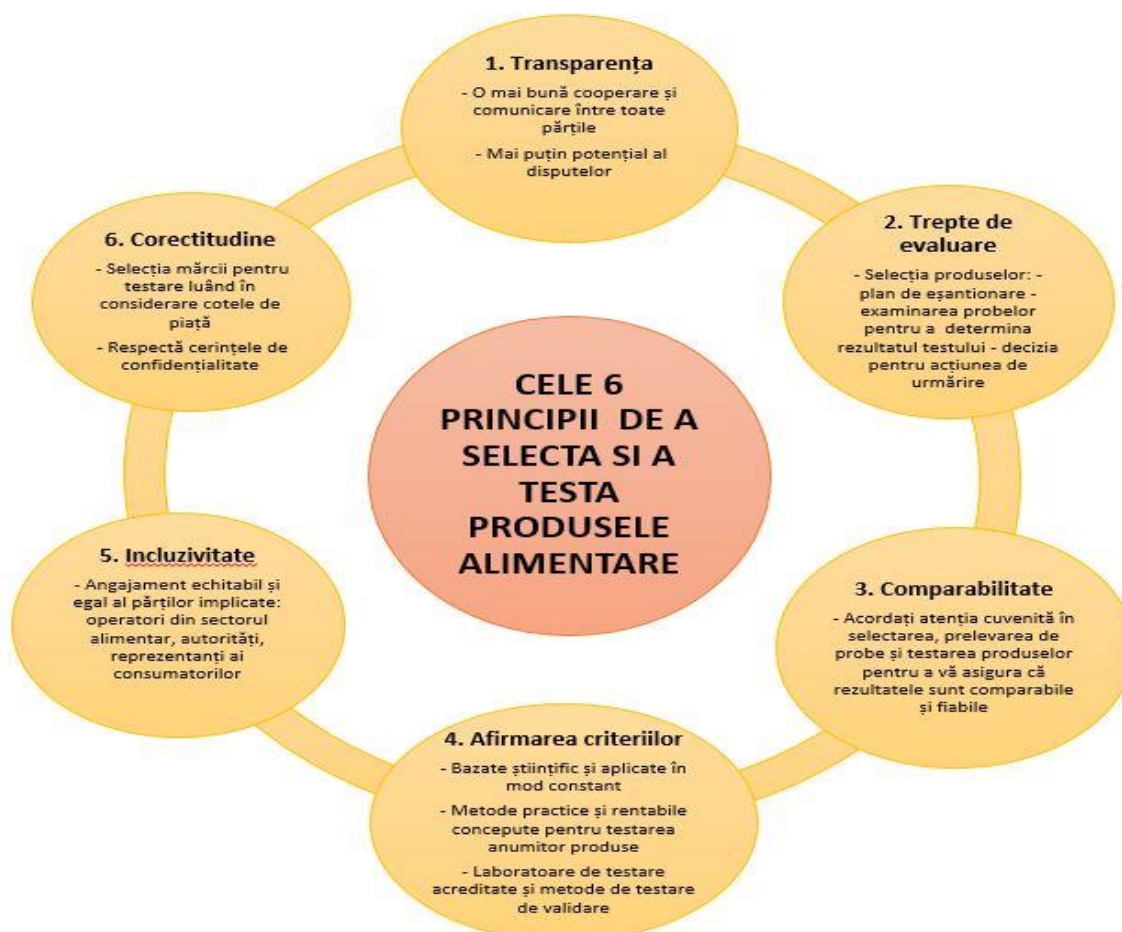 1. Transparența
- O mai bună cooperare și
comunicare între toate
părțile
- Mai puțin potențial al
disputelor
2. Trepte de
evaluare
- Selecția produselor: -
plan de eșantionare -
examinarea probelor
pentru a determina
rezultatul testului - decizia
pentru acțiunea de
urmărire
3. Comparabilitate
- Acordați atenția cuvenită în
selectarea, prelevarea de
probe și testarea produselor
pentru a vă asigura că
rezultatele sunt comparabile
și fiabile
4. Afirmarea criteriilor
- Bazate științific și aplicate în
mod constant
- Metode practice și rentabile
concepute pentru testarea
anumitor produse
- Laboratoare de testare
acreditate și metode de testare
de validare
5. Incluzivitate
- Angajament echitabil și
egal al părților implicate:
operatori din sectorul
alimentar, autorități,
reprezentanți ai
consumatorilor
6. Corectitudine
- Selecția mărcii pentru
testare luând în
considerare cotele de
piață
- Respectă cerințele de
confidențialitate
CELE 6
PRINCIPII DE A
SELECTA SI A
TESTA
PRODUSELE
ALIMENTARE